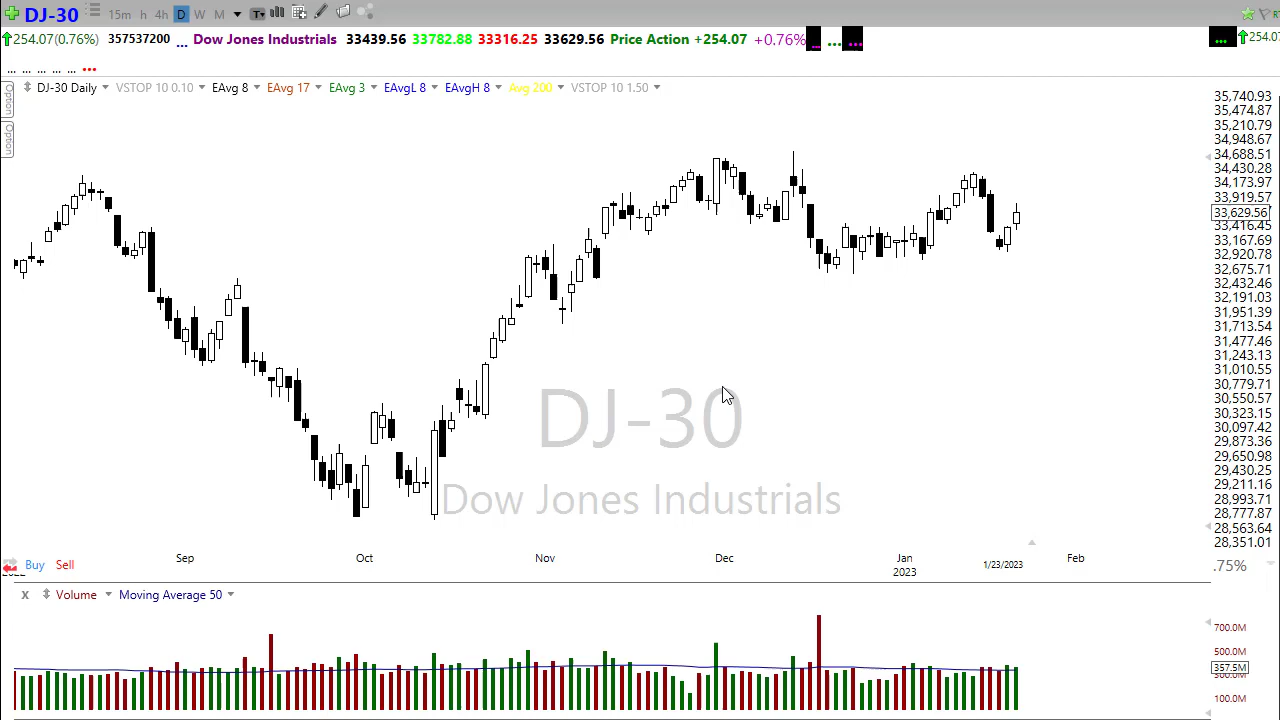 DJ-30 15m h 4h D W M T
254.07(0.76%) 357537200 ... Dow Jones Industrials 33439.56 33782.88 33316.25 33629.56 Price Action +254.07 +0.76% ... ... ... ... 254.07
... ... ... ... ... ...
DJ-30 Daily VSTOP 10 0.10 EAvg 8 EAvg 17 EAvg 3 EAvgL 8 EAvgH 8 Avg 200 VSTOP 10 1.50
Option
Option
35,740.93
35,474.87
35,210.79
34,948.67
34,688.51
34,430.28
34,173.97
33,919.57
33,629.56
33,416.45
33,167.69
32,920.78
32,675.71
32,432.46
32,191.03
31,951.39
31,713.54
31,477.46
31,243.13
31,010.55
30,779.71
30,550.57
30,323.15
30,097.42
29,873.36
29,650.98
29,430.25
29,211.16
28,993.71
28,777.87
28,563.64
28,351.01
DJ-30
Dow Jones Industrials
Sep Oct Nov Dec Jan Feb
2023 1/23/2023
Buy Sell
.75%
x Volume Moving Average 50
700.0M
500.0M
357.5M
300.0M
100.0M